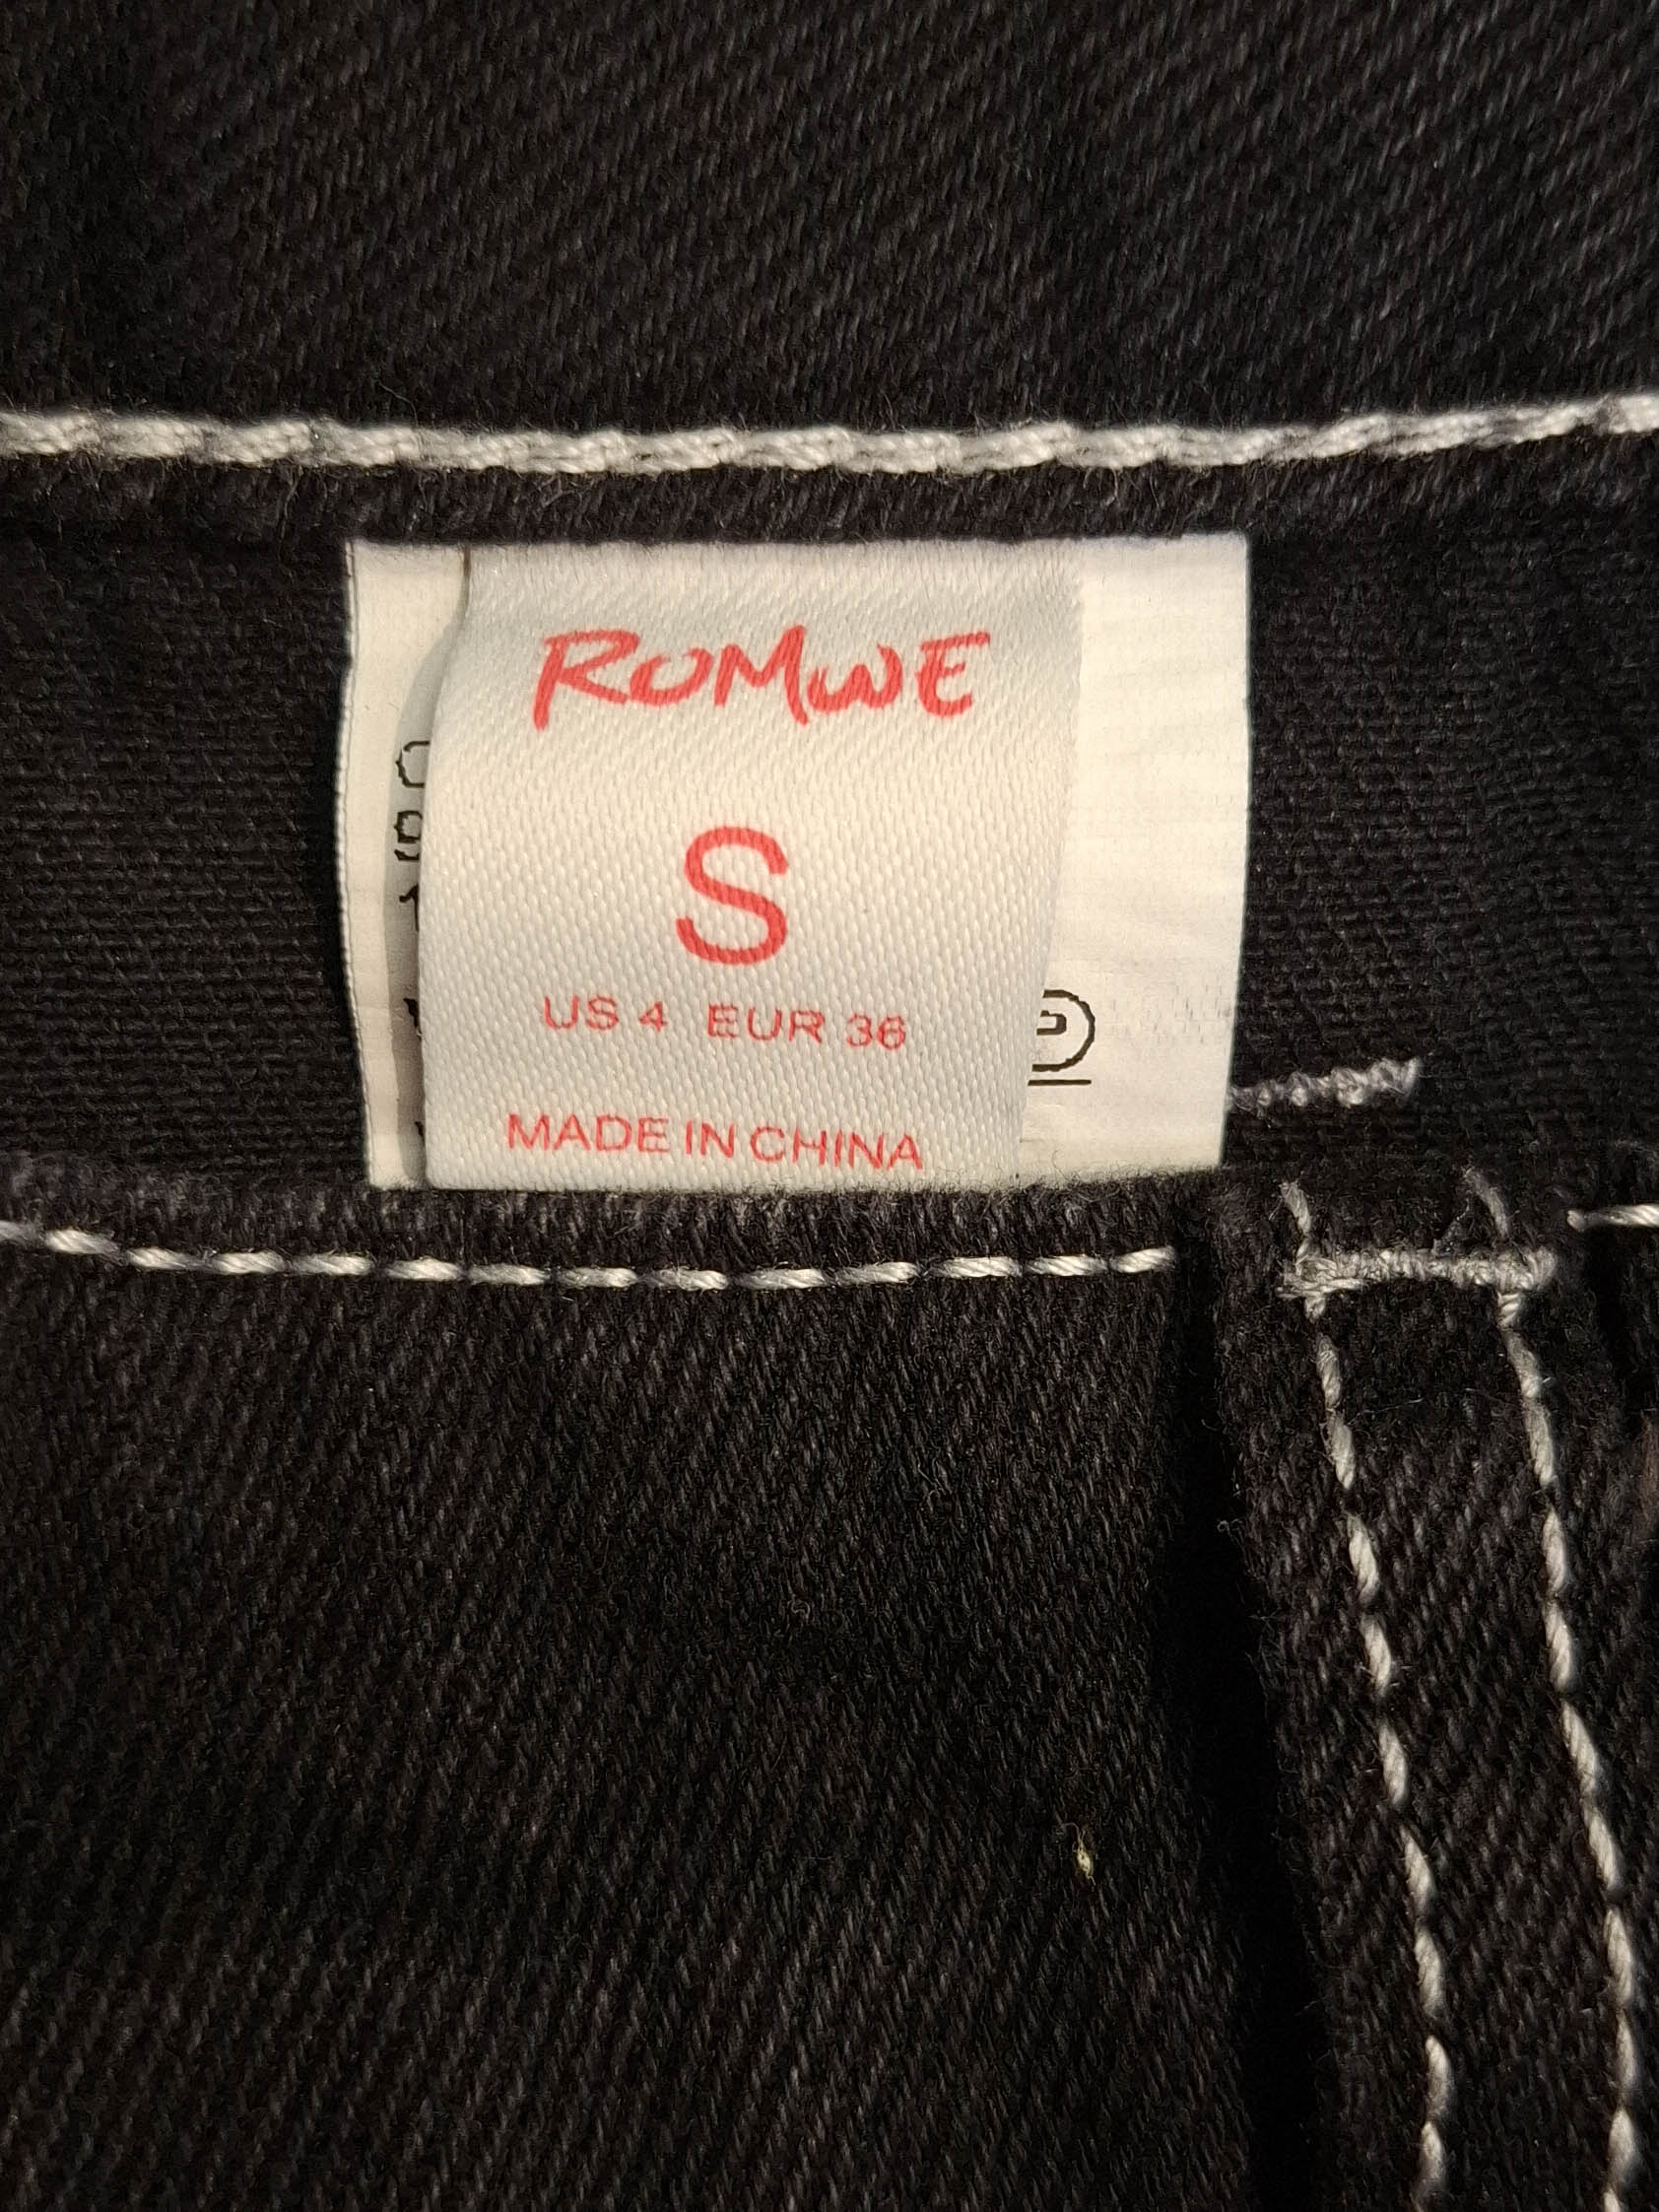 ROMWE
S
US 4 EUR 36
MADE IN CHINA
P